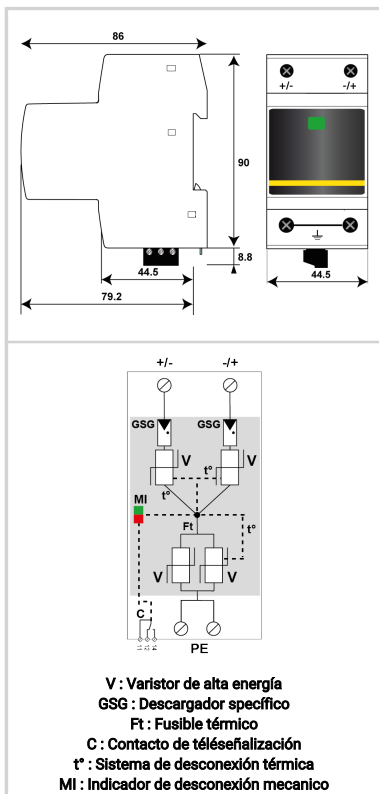 86
+/-
-/+
90
8.8
44.5
79.2
44.5
+/-
-/+
GSG
GSG
V
V
t°
t°
MI
Ft
t°
V
V
C
PE
V : Varistor de alta energía
GSG : Descargador specífico
Ft : Fusible térmico
C : Contacto de téléseñalización
t° : Sistema de desconexión térmica
MI : Indicador de desconexión mecanico